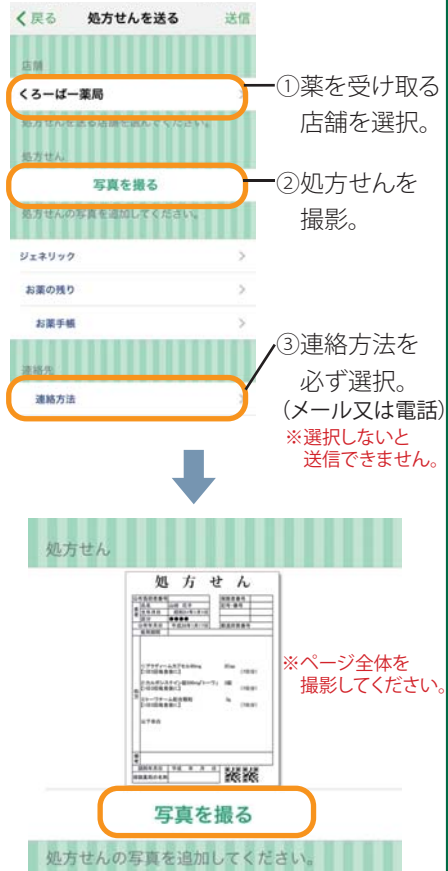 戻る 処方せんを送る 送信
店舗
くろーばー薬局
処方せんを送る店舗を選んでください。
処方せん
写真を撮る
処方せんの写真を追加してください。
ジェネリック
お薬の残り
お薬手帳
連絡先
連絡方法
①薬を受け取る
店舗を選択。
②処方せんを
撮影。
③連絡方法を
必ず選択。
(メール又は電話)
※選択しないと
送信できません。
処方せん
処方せん
※ページ全体を
撮影してください。
写真を撮る
処方せんの写真を追加してください。